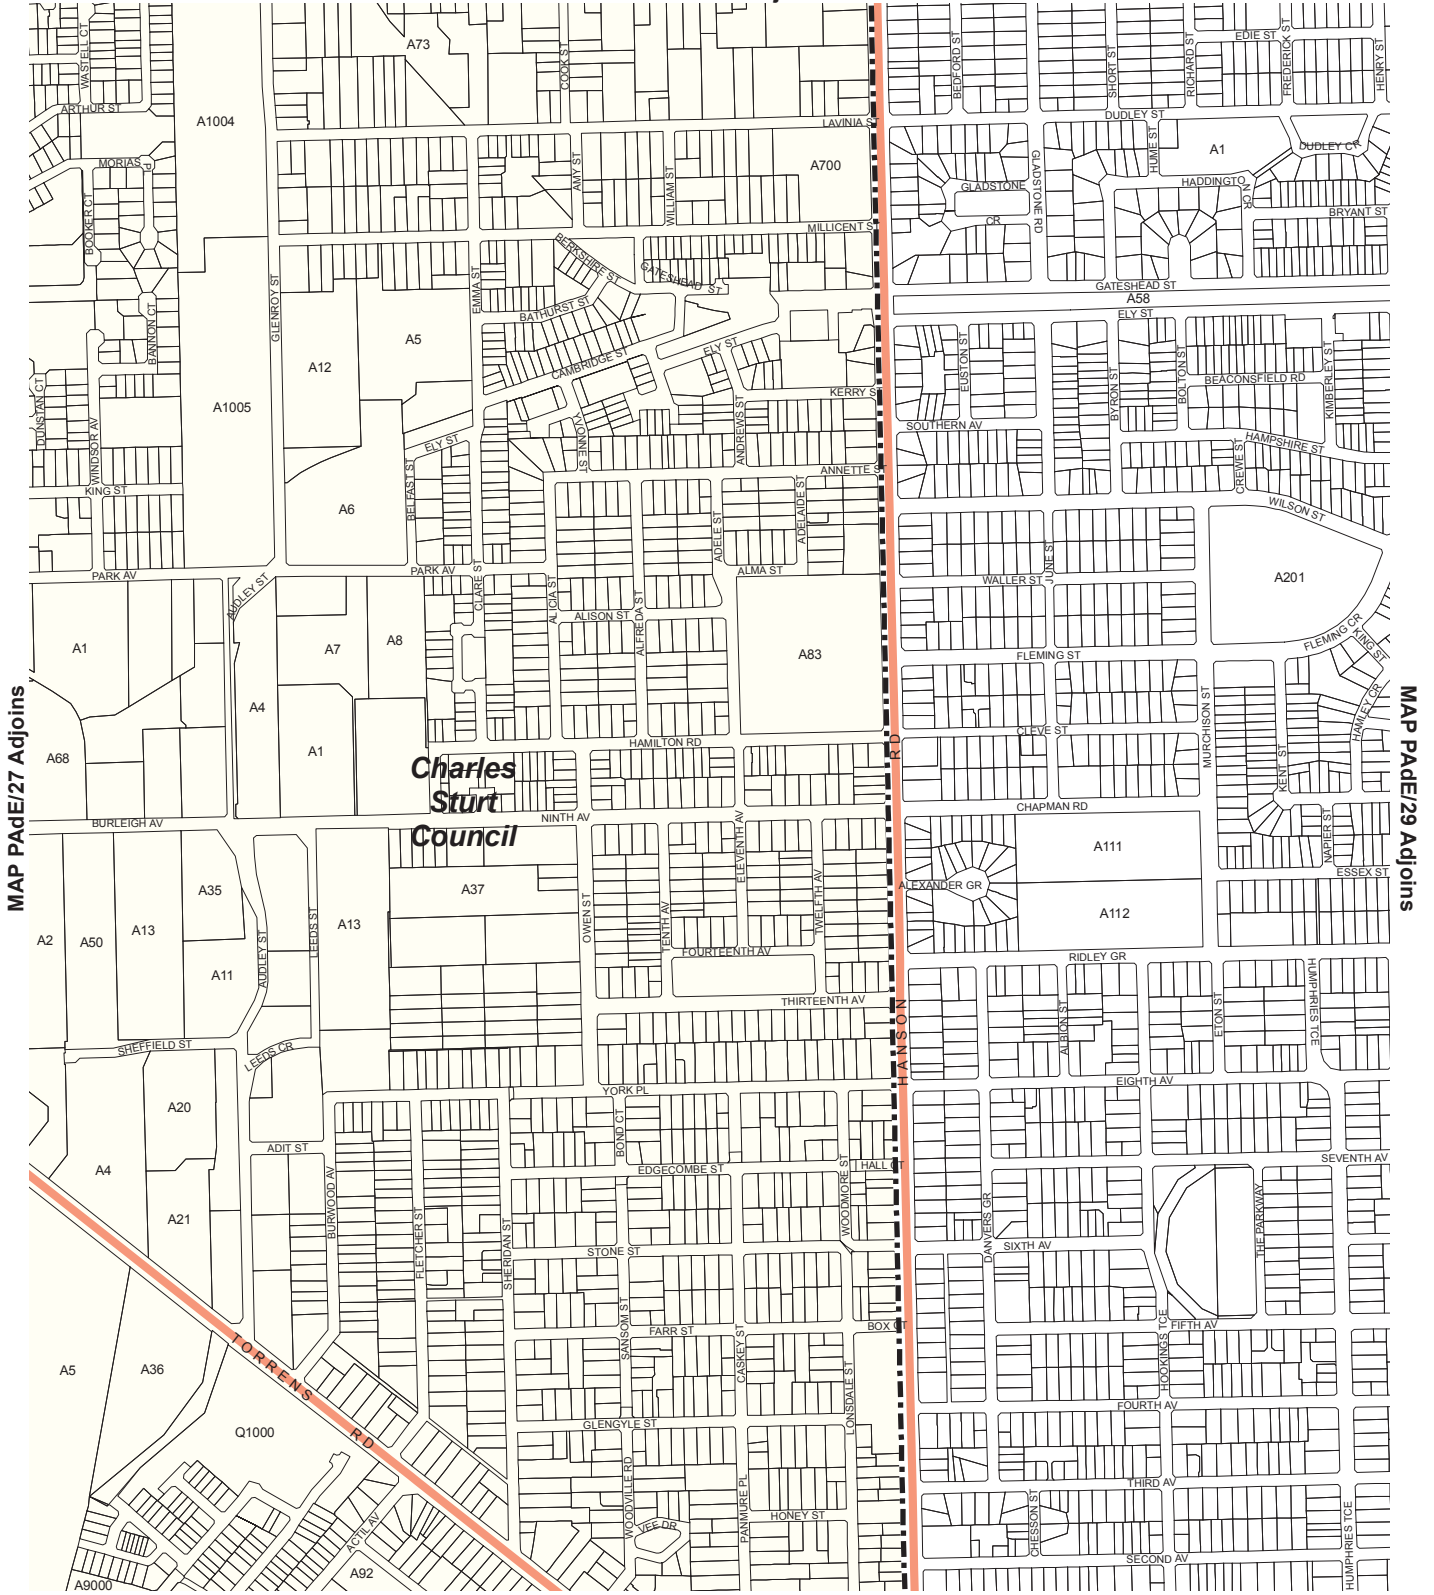 WASTELL CT
A73
COOK ST
BEDFORD ST
SHORT ST
RICHARD ST
EDIE ST
FREDERICK ST
HENRY ST
ARTHUR ST
A1004
LAVINIA ST
DUDLEY ST
HUME ST
A1
DUDLEY CR
MORIAS
P
AMY ST
WILLIAM ST
A700
GLADSTONE
CR
GLADSTONE RD
HADDINGTON CR
BRYANT ST
BOOKER CT
MILLICENT ST
BERKSHIRE ST
GATESHEAD ST
GATESHEAD ST
A58
ELY ST
EMMA ST
BATHURST ST
GLENROY ST
BANNON CT
A12
A5
CAMBRIDGE ST
ELY ST
EUSTON ST
BYRON ST
BOLTON ST
BEACONSFIELD RD
KIMBERLEY ST
DUNSTAN CT
A1005
WINDSOR AV
KERRY ST
YVONNE ST
ANDREWS ST
SOUTHERN AV
HAMPSHIRE ST
CREWE ST
ELY ST
BELFAST ST
ANNETTE ST
KING ST
A6
ADELE ST
ADELAIDE ST
WILSON ST
JUNE ST
PARK AV
AUDLEY ST
PARK AV
CLARE ST
ALICIA ST
ALFREDA ST
ALMA ST
WALLER ST
A201
ALISON ST
A1
A7
A8
A83
FLEMING ST
FLEMING CR
KING ST
A4
MURCHISON ST
HAMLEY CR
A68
A1
HAMILTON RD
CLEVE ST
KENT ST
RD
Charles
Sturt
Council
MAP PAdE/27 Adjoins
MAP PAdE/29 Adjoins
BURLEIGH AV
NINTH AV
CHAPMAN RD
NAPIER ST
A111
ELEVENTH AV
TWELFTH AV
A35
A37
ALEXANDER GR
ESSEX ST
A2
A50
A13
A13
LEEDS ST
OWEN ST
TENTH AV
A112
AUDLEY ST
A11
FOURTEENTH AV
RIDLEY GR
THIRTEENTH AV
HANSON
ALBION ST
ETON ST
HUMPHRIES TCE
SHEFFIELD ST
LEEDS CR
YORK PL
EIGHTH AV
A20
BOND CT
ADIT ST
A4
BURWOOD AV
EDGECOMBE ST
HALL CT
WOODMORE ST
SEVENTH AV
A21
FLETCHER ST
SHERIDAN ST
STONE ST
DANVERS GR
SIXTH AV
THE PARKWAY
SANSOM ST
FARR ST
BOX CT
CASKEY ST
FIFTH AV
HOOKINGS TCE
TORRENS RD
A5
A36
LONSDALE ST
FOURTH AV
GLENGYLE ST
Q1000
WOODVILLE RD
PANMURE PL
THIRD AV
ACTIL AV
VEE DR
HONEY ST
CHESSON ST
HUMPHRIES TCE
SECOND AV
A92
A9000